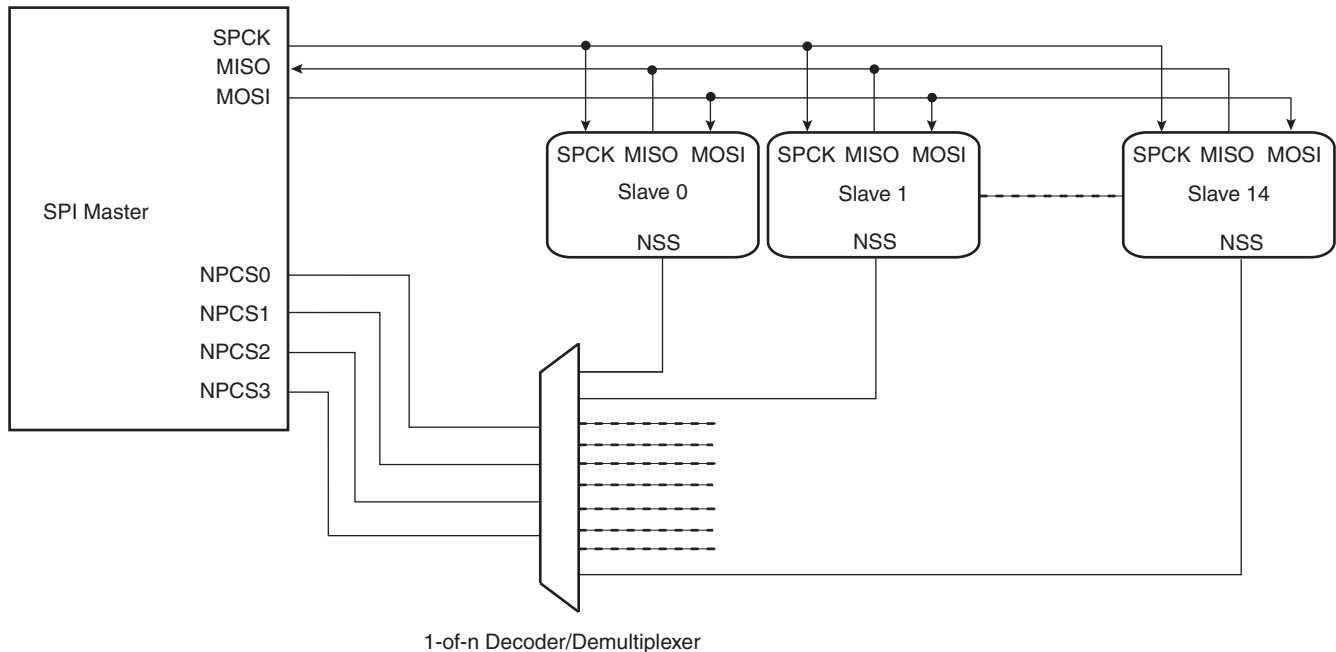 SPCK
MISO
MOSI
SPI Master
NPCS0
NPCS1
NPCS2
NPCS3
SPCK MISO MOSI
Slave 0
NSS
SPCK MISO MOSI
Slave 1
NSS
SPCK MISO MOSI
Slave 14
NSS
1-of-n Decoder/Demultiplexer